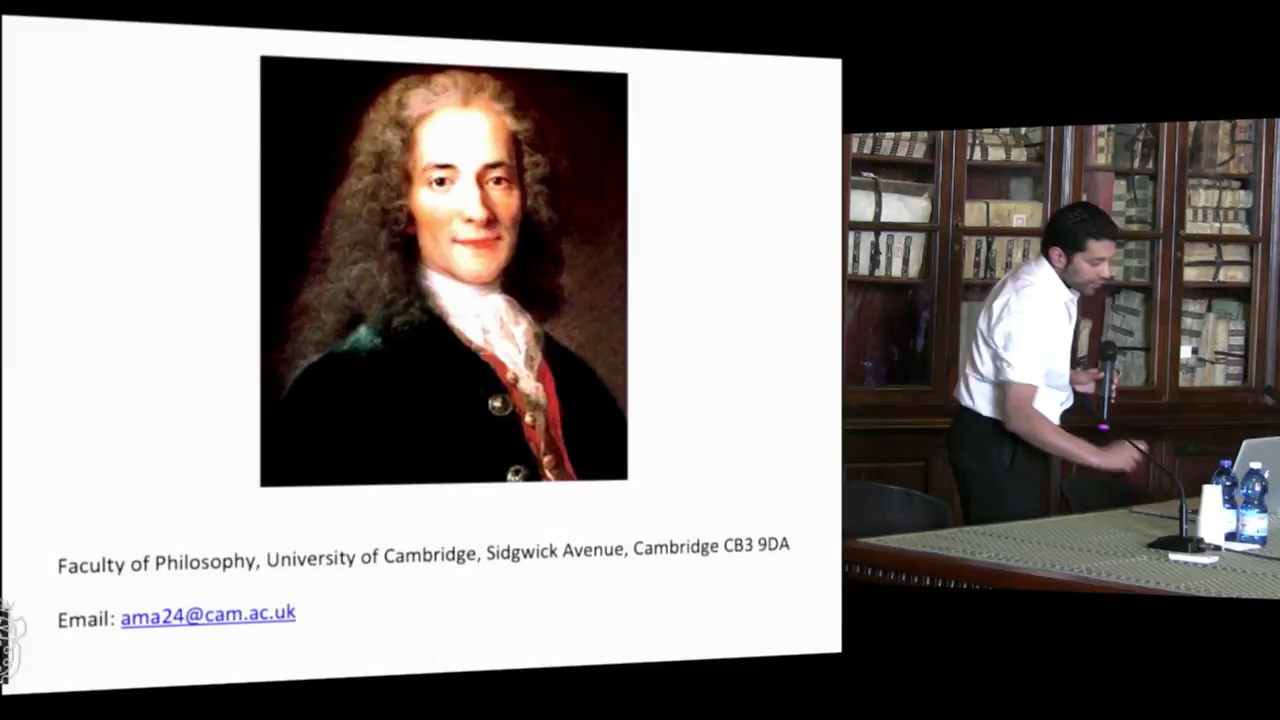 Faculty of Philosophy, University of Cambridge, Sidgwick Avenue, Cambridge CB3 9DA
Email: ama24@cam.ac.uk